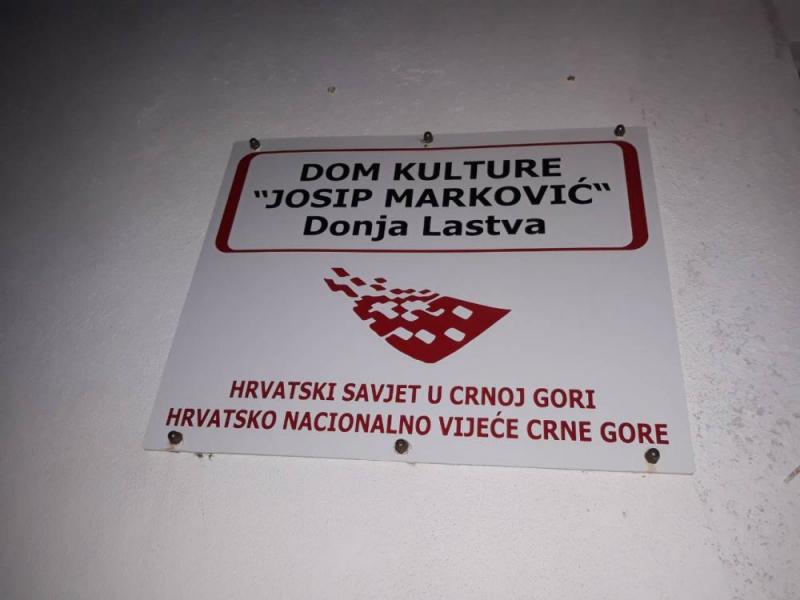 DOM KULTURE
"JOSIP MARKOVIĆ"
Donja Lastva
HRVATSKI SAVJET U CRNOJ GORI
HRVATSKO NACIONALNO VIJEĆE CRNE GORE